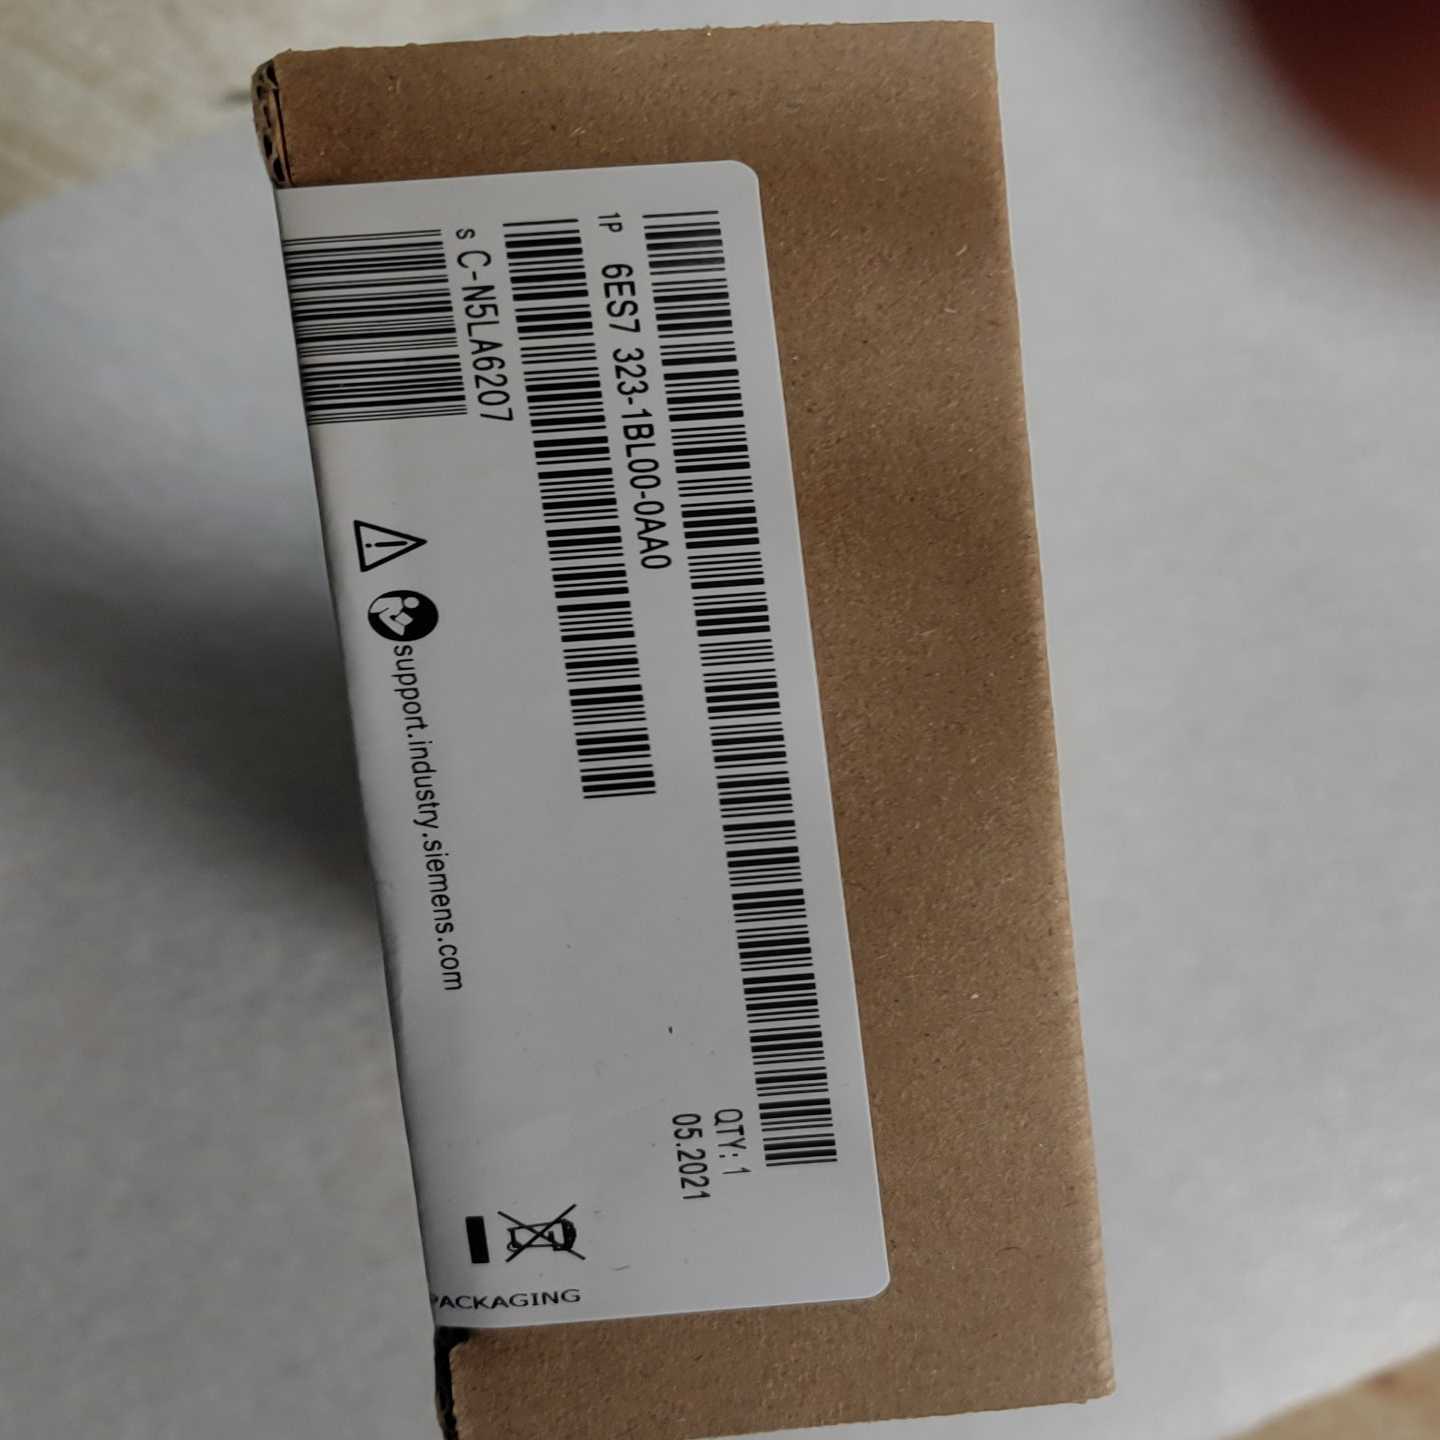 1P 6ES7 323-1BL00-0AA0
QTY: 1
05.2021
S C-N5LA6207
support.industry.siemens.com
PACKAGING